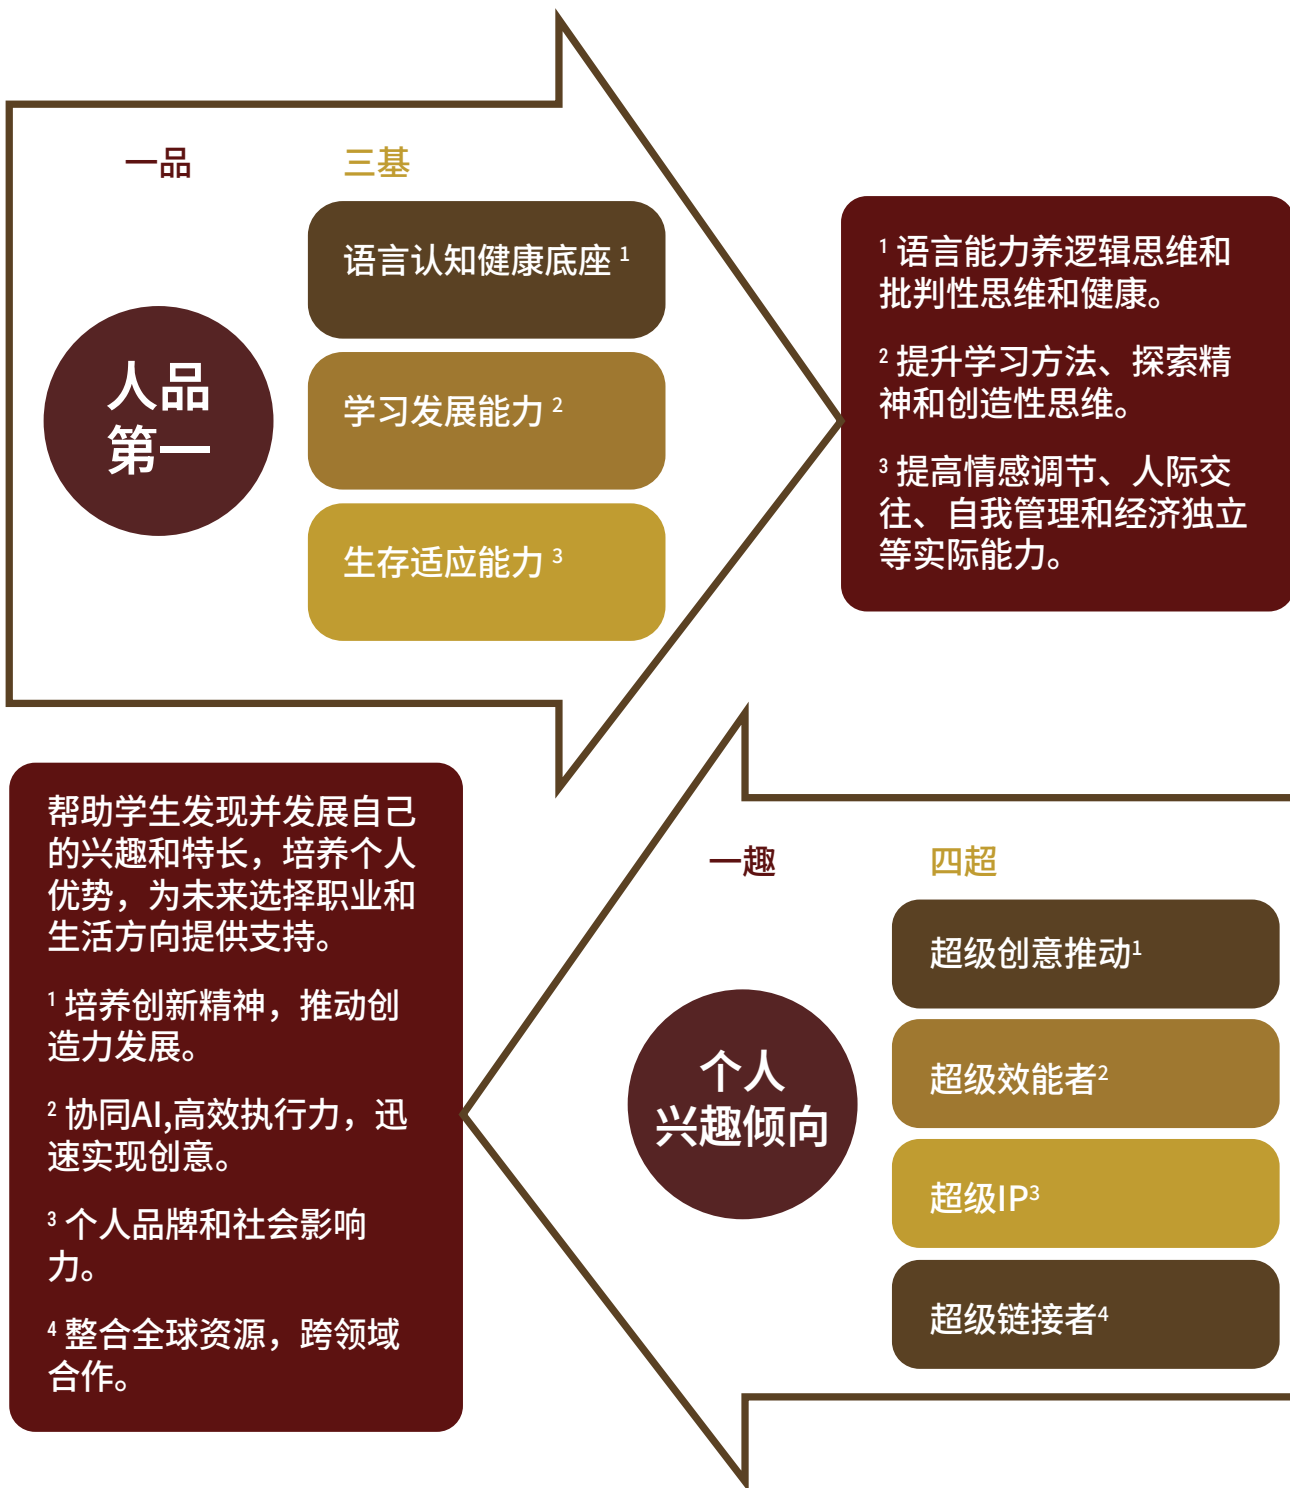 一品
三基
人品
第一
语言认知健康底座 ¹
学习发展能力 ²
生存适应能力 ³
¹ 语言能力养逻辑思维和
批判性思维和健康。
² 提升学习方法、探索精
神和创造性思维。
³ 提高情感调节、人际交
往、自我管理和经济独立
等实际能力。
帮助学生发现并发展自己
的兴趣和特长，培养个人
优势，为未来选择职业和
生活方向提供支持。
¹ 培养创新精神，推动创
造力发展。
² 协同AI,高效执行力，迅
速实现创意。
³ 个人品牌和社会影响
力。
⁴ 整合全球资源，跨领域
合作。
一趣
四超
个人
兴趣倾向
超级创意推动¹
超级效能者²
超级IP³
超级链接者⁴